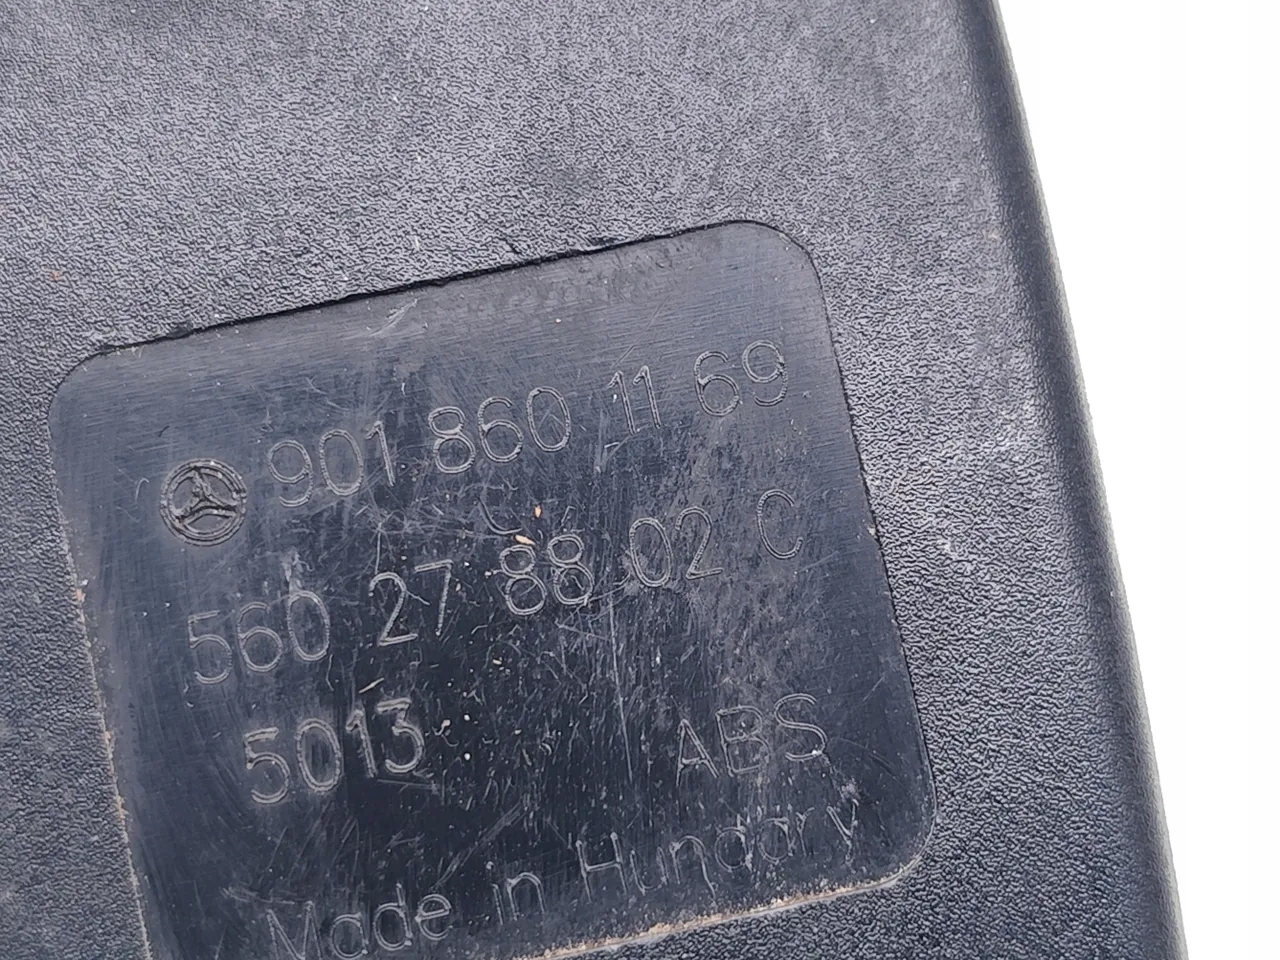 901 860 11 69
560 27 88 02 C
5013 ABS
Made in Hungary